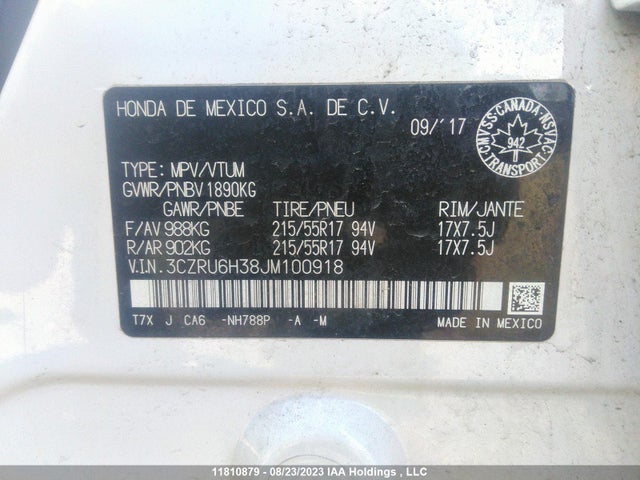 HONDA DE MEXICO S.A. DE C.V.
09/'17
CMVSS-CANADA-NSVAC
942
TRANSPORT
TYPE: MPV/VTUM
GVWR/PNBV 1890KG
GAWR/PNBE TIRE/PNEU RIM/JANTE
F/AV 988KG 215/55R17 94V 17X7.5J
R/AR 902KG 215/55R17 94V 17X7.5J
V.I.N. 3CZRU6H38JM100918
T7X J CA6 -NH788P -A -M MADE IN MEXICO
11810879 - 08/23/2023 IAA Holdings , LLC